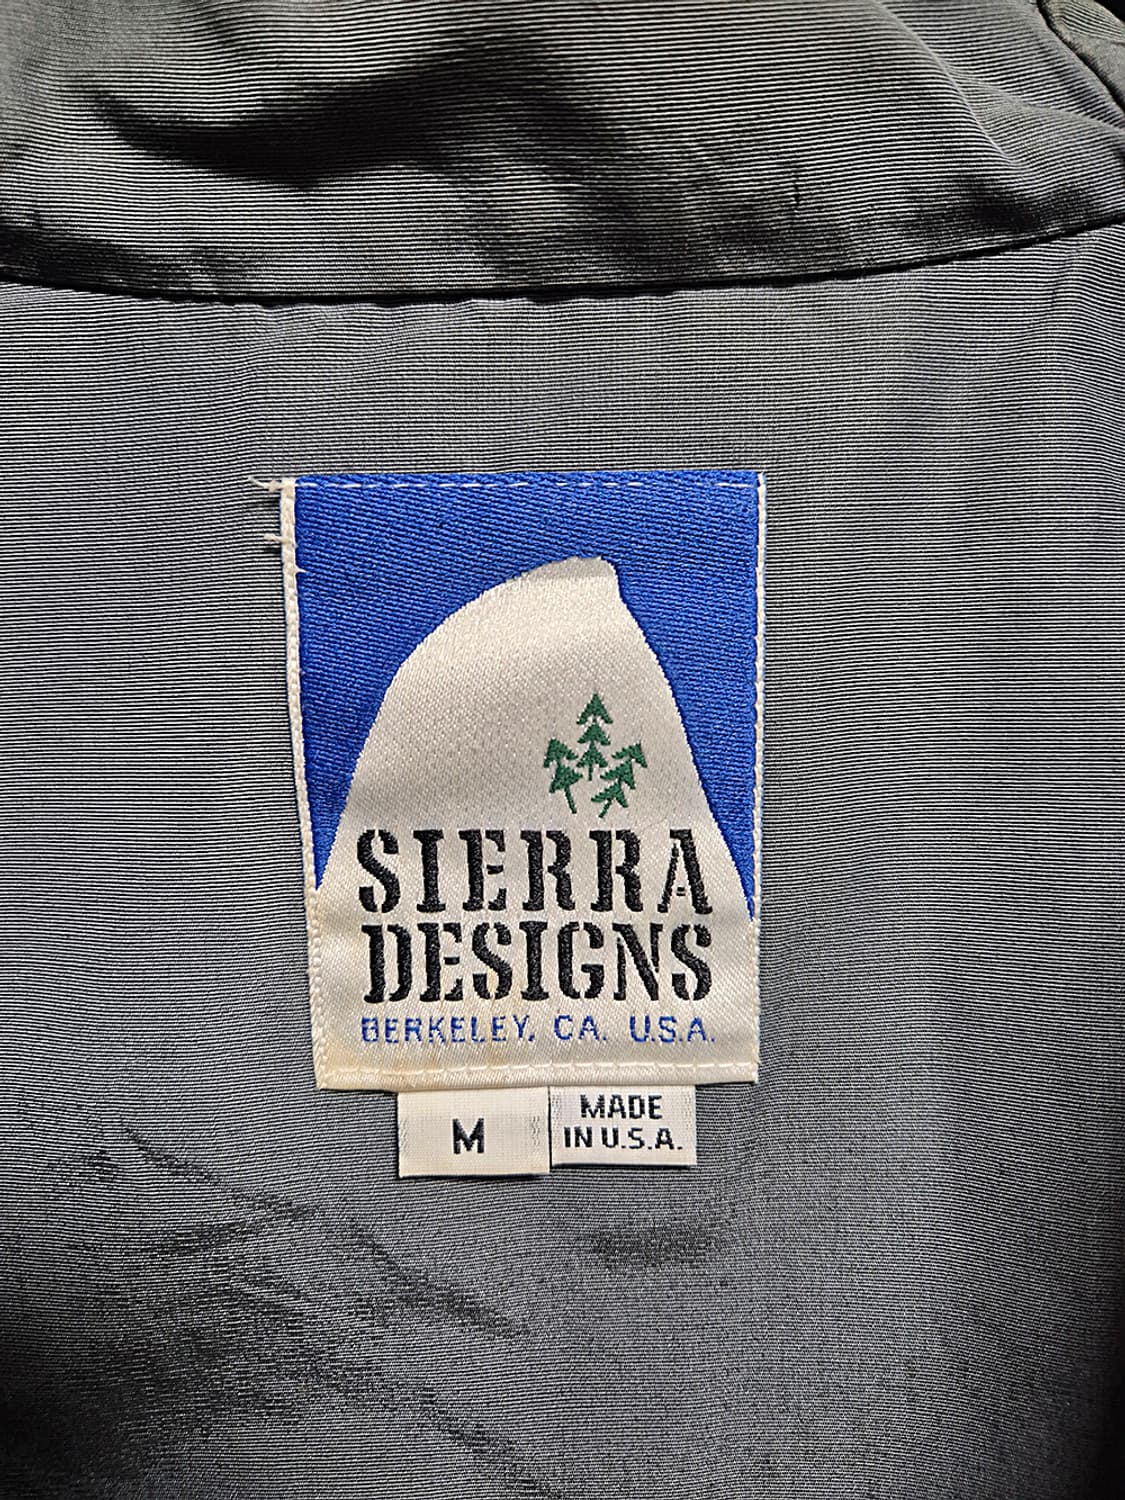 SIERRA
DESIGNS
BERKELEY, CA. U.S.A.
M
MADE
IN U.S.A.